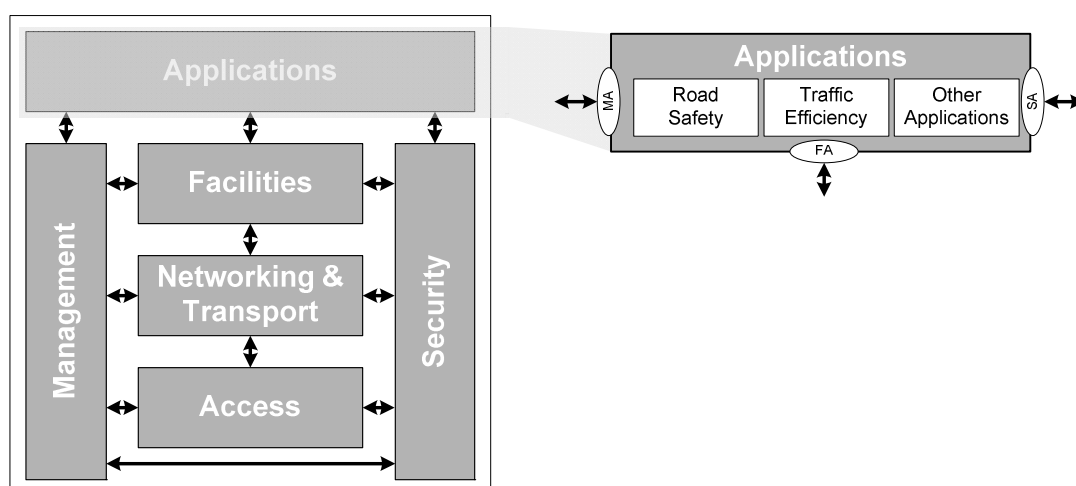 Applications
Facilities
Networking &
Transport
Access
Management
Security
Applications
MA
Road
Safety
Traffic
Efficiency
Other
Applications
SA
FA